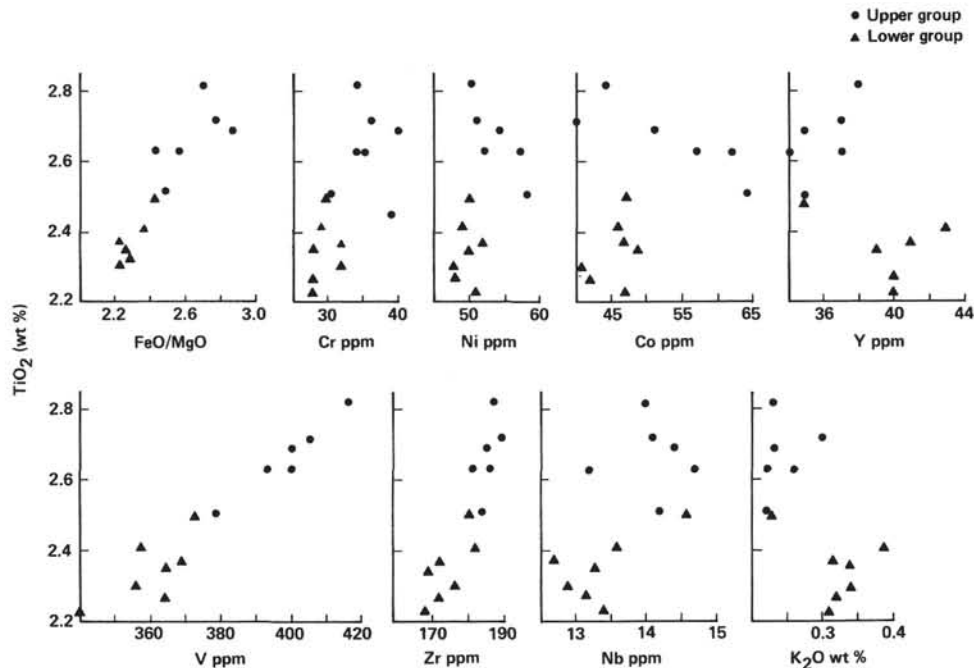 ● Upper group
▲ Lower group
2.8
2.6
2.4
2.2
2.2 2.6 3.0
30 40
50 60
45 55 65
36 40 44
FeO/MgO
Cr ppm
Ni ppm
Co ppm
Y ppm
TiO₂ (wt %)
2.8
2.6
2.4
2.2
360 400 420
170 190
13 14 15
0.3 0.4
V ppm
Zr ppm
Nb ppm
K₂O wt %